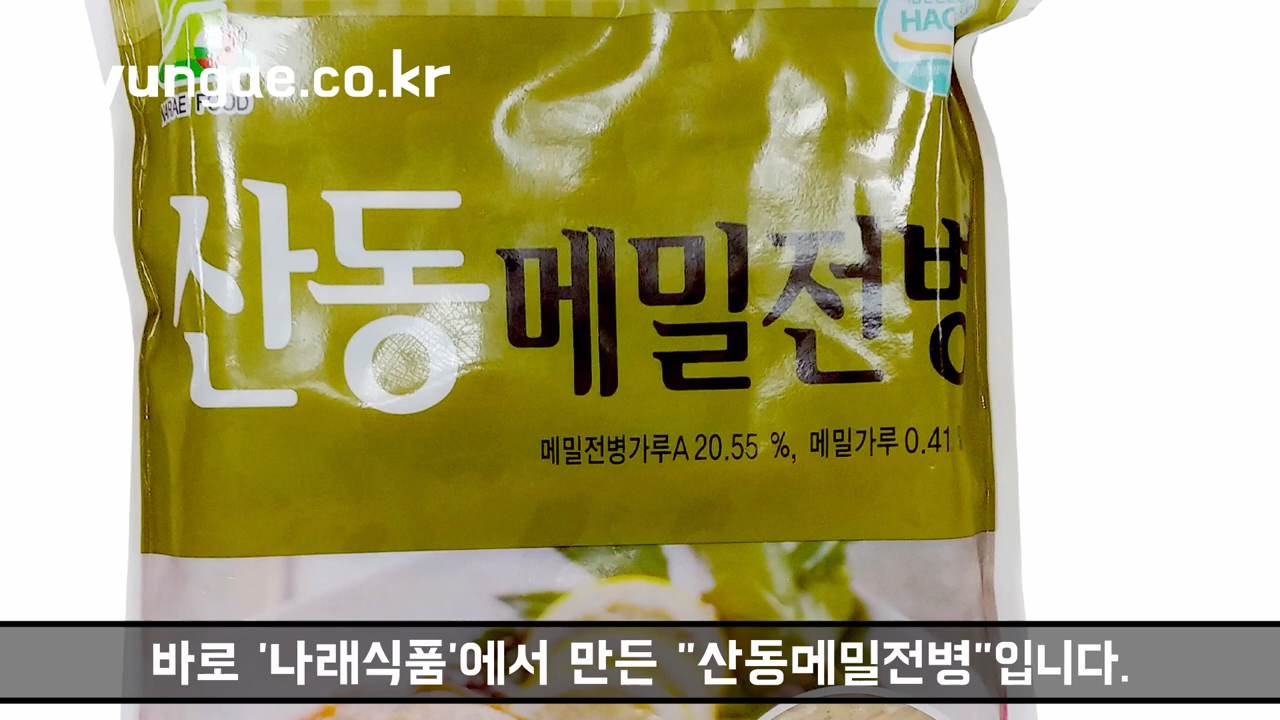 HAC
yungae.co.kr
NARAE FOOD
산동 메밀전병
메밀전병가루A 20.55 %, 메밀가루 0.41
바로 '나래식품'에서 만든 "산동메밀전병"입니다.